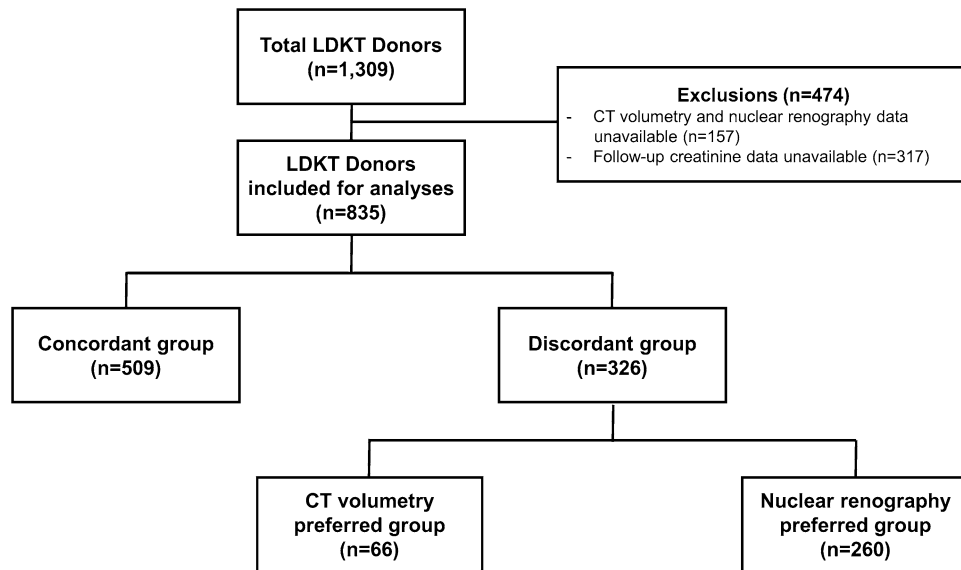 Total LDKT Donors
(n=1,309)
Exclusions (n=474)
- CT volumetry and nuclear renography data
unavailable (n=157)
- Follow-up creatinine data unavailable (n=317)
LDKT Donors
included for analyses
(n=835)
Concordant group
(n=509)
Discordant group
(n=326)
CT volumetry
preferred group
(n=66)
Nuclear renography
preferred group
(n=260)